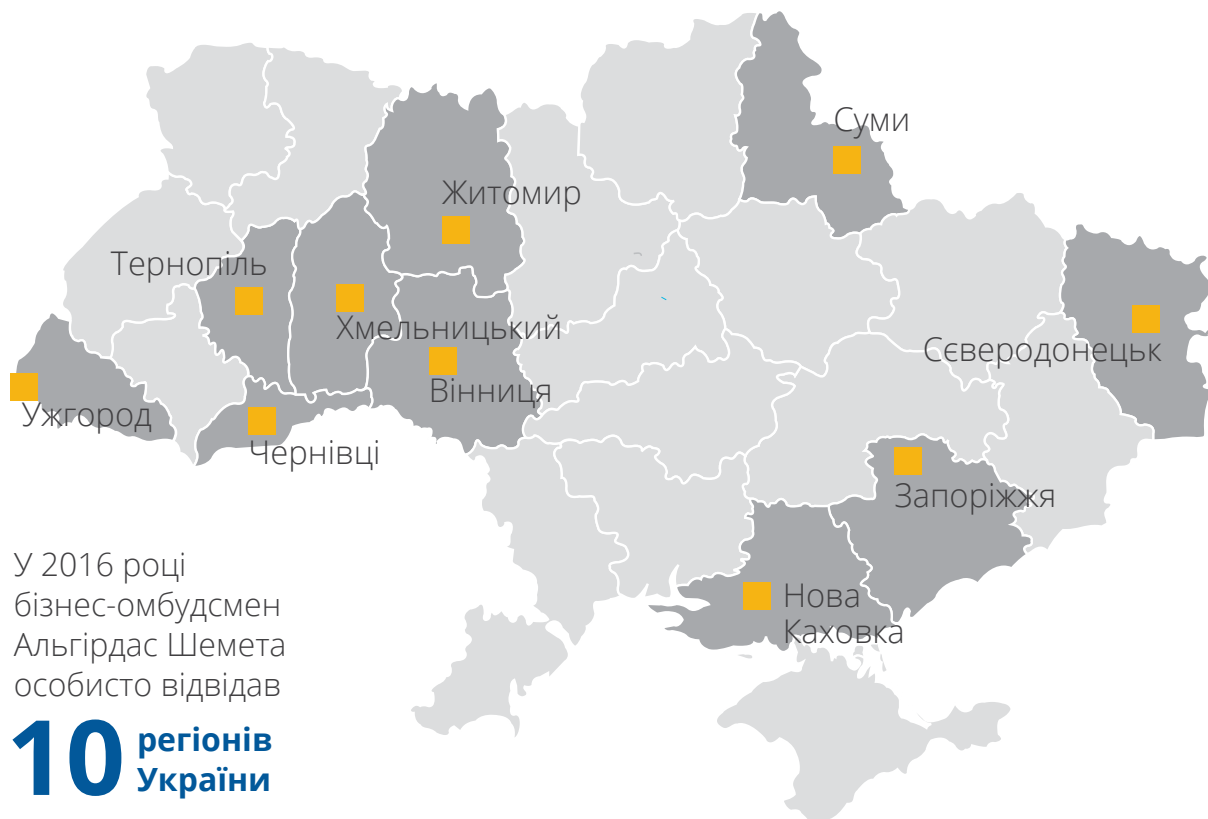 Суми
Житомир
Тернопіль
Хмельницький
Сєверодонецьк
Вінниця
Ужгород
Чернівці
Запоріжжя
Нова
Каховка
У 2016 році
бізнес-омбудсмен
Альгірдас Шемета
особисто відвідав
10 регіонів
України